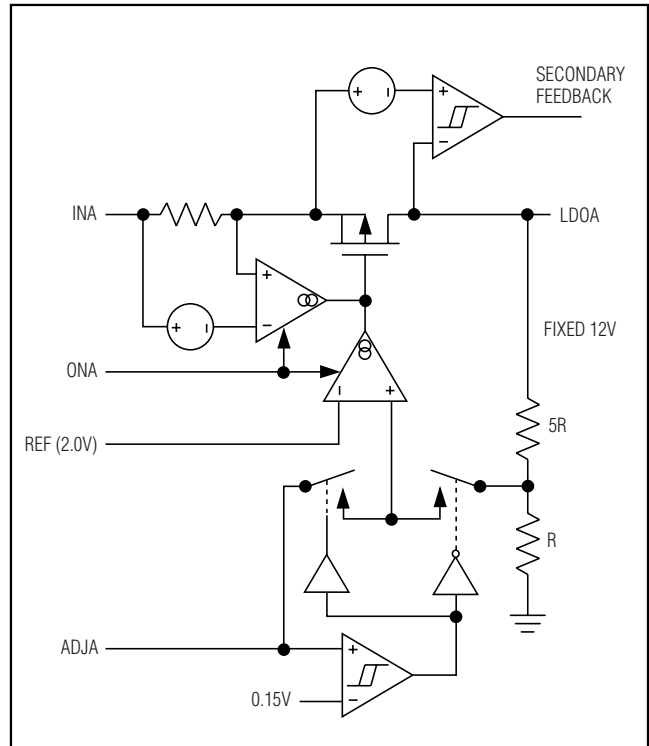 SECONDARY
FEEDBACK
+ −
+
−
INA
LDOA
+
−
+ −
FIXED 12V
ONA
− +
5R
REF (2.0V)
R
ADJA
+
0.15V
−